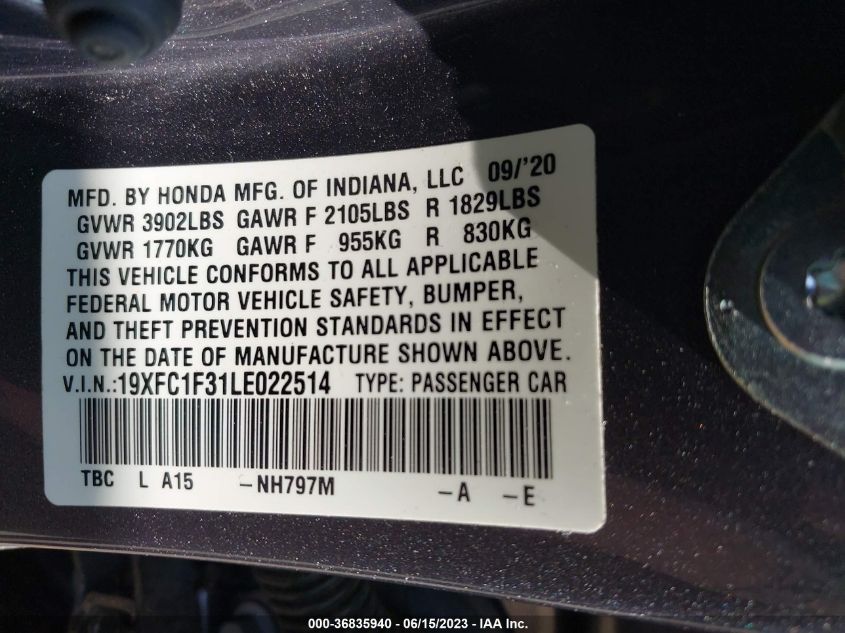 MFD. BY HONDA MFG. OF INDIANA, LLC 09/'20
GVWR 3902LBS GAWR F 2105LBS R 1829LBS
GVWR 1770KG GAWR F 955KG R 830KG
THIS VEHICLE CONFORMS TO ALL APPLICABLE
FEDERAL MOTOR VEHICLE SAFETY, BUMPER,
AND THEFT PREVENTION STANDARDS IN EFFECT
ON THE DATE OF MANUFACTURE SHOWN ABOVE.
V.I.N.:19XFC1F31LE022514 TYPE: PASSENGER CAR
TBC L A15 -NH797M -A -E
000-36835940 - 06/15/2023 - IAA Inc.